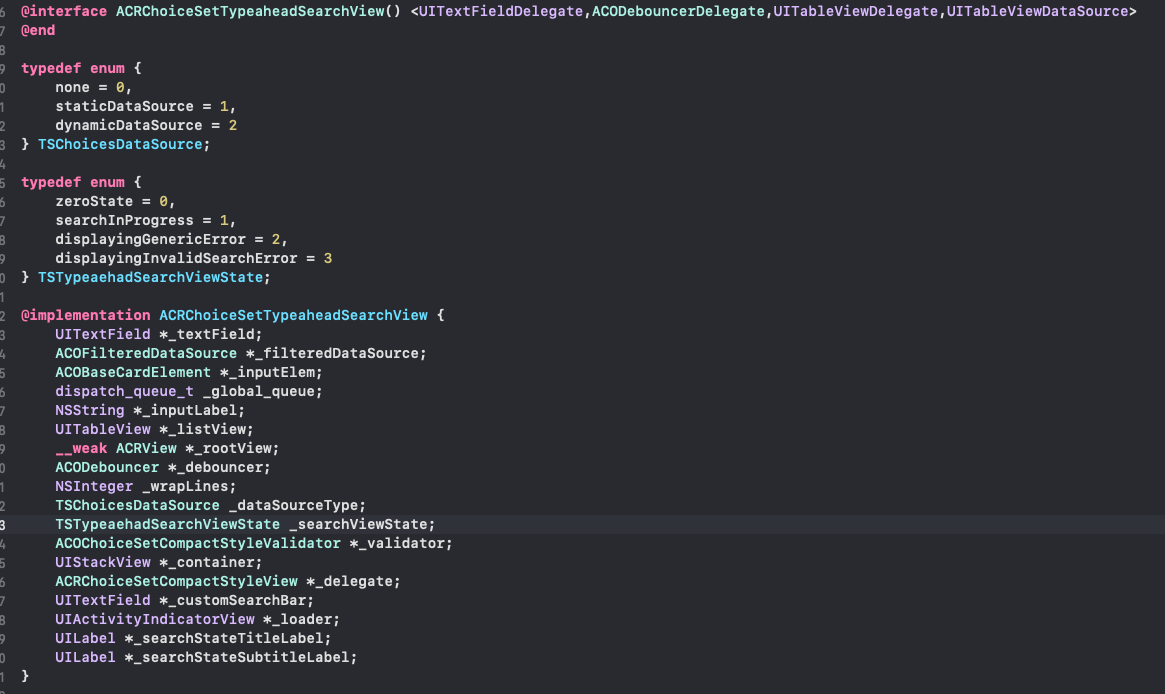 6 @interface ACRChoiceSetTypeaheadSearchView() <UITextFieldDelegate,ACODebouncerDelegate,UITableViewDelegate,UITableViewDataSource>
7 @end
8
9 typedef enum {
0     none = 0,
1     staticDataSource = 1,
2     dynamicDataSource = 2
3 } TSChoicesDataSource;
4
5 typedef enum {
6     zeroState = 0,
7     searchInProgress = 1,
8     displayingGenericError = 2,
9     displayingInvalidSearchError = 3
0 } TSTypeaehadSearchViewState;
1
2 @implementation ACRChoiceSetTypeaheadSearchView {
3     UITextField *_textField;
4     ACOFilteredDataSource *_filteredDataSource;
5     ACOBaseCardElement *_inputElem;
6     dispatch_queue_t _global_queue;
7     NSString *_inputLabel;
8     UITableView *_listView;
9     __weak ACRView *_rootView;
0     ACODebouncer *_debouncer;
1     NSInteger _wrapLines;
2     TSChoicesDataSource _dataSourceType;
3     TSTypeaehadSearchViewState _searchViewState;
4     ACOChoiceSetCompactStyleValidator *_validator;
5     UIStackView *_container;
6     ACRChoiceSetCompactStyleView *_delegate;
7     UITextField *_customSearchBar;
8     UIActivityIndicatorView *_loader;
9     UILabel *_searchStateTitleLabel;
0     UILabel *_searchStateSubtitleLabel;
1 }